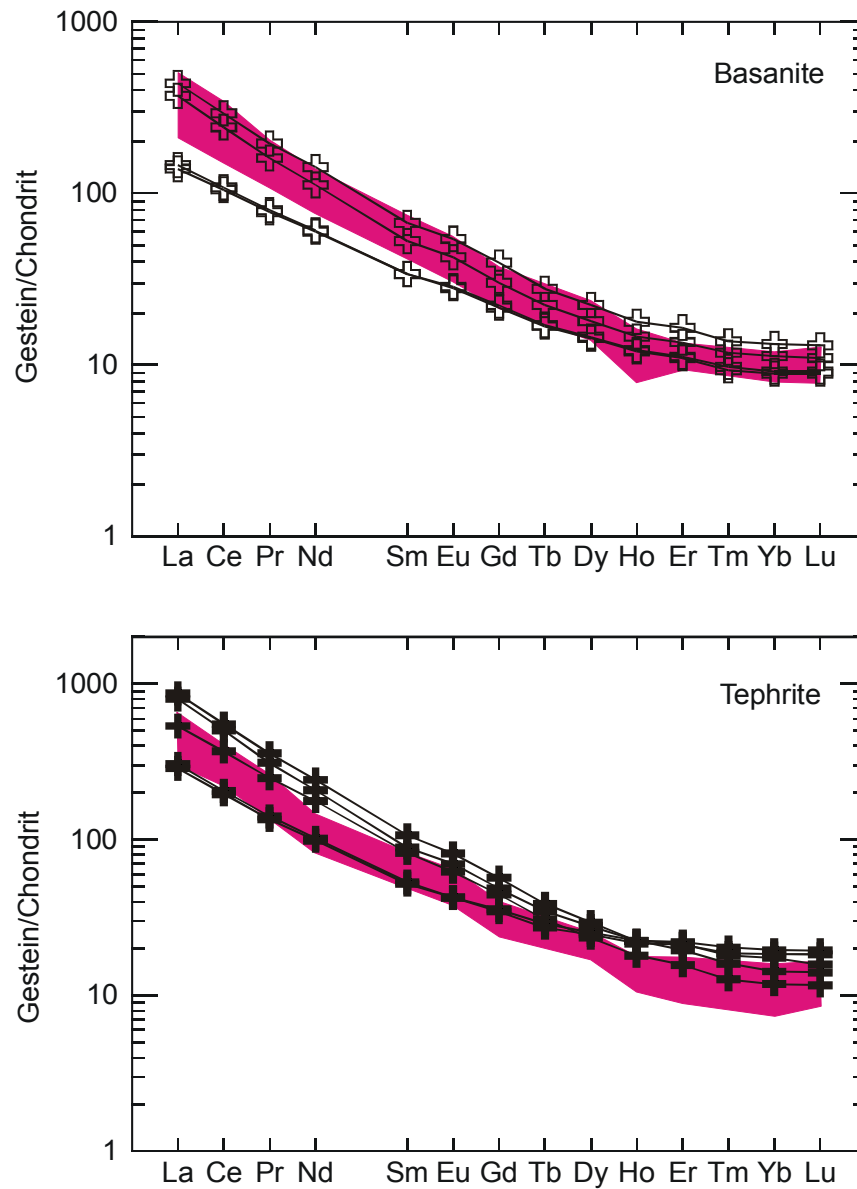 1000
Basanite
100
Gestein/Chondrit
10
1
La Ce Pr Nd Sm Eu Gd Tb Dy Ho Er Tm Yb Lu
1000
Tephrite
100
Gestein/Chondrit
10
1
La Ce Pr Nd Sm Eu Gd Tb Dy Ho Er Tm Yb Lu